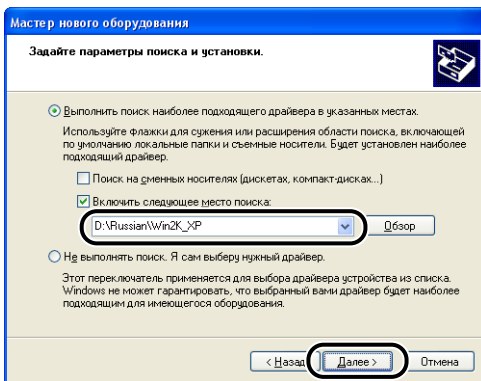 Мастер нового оборудования
Задайте параметры поиска и установки.
Выполнить поиск наиболее подходящего драйвера в указанных местах.
Используйте флажки для сужения или расширения области поиска, включающей
по умолчанию локальные папки и съемные носители. Будет установлен наиболее
подходящий драйвер.
Поиск на сменных носителях (дискетах, компакт-дисках...)
Включить следующее место поиска:
D:\Russian\Win2K_XP
Обзор
Не выполнять поиск. Я сам выберу нужный драйвер.
Этот переключатель применяется для выбора драйвера устройства из списка.
Windows не может гарантировать, что выбранный вами драйвер будет наиболее
подходящим для имеющегося оборудования.
< Назад Далее > Отмена